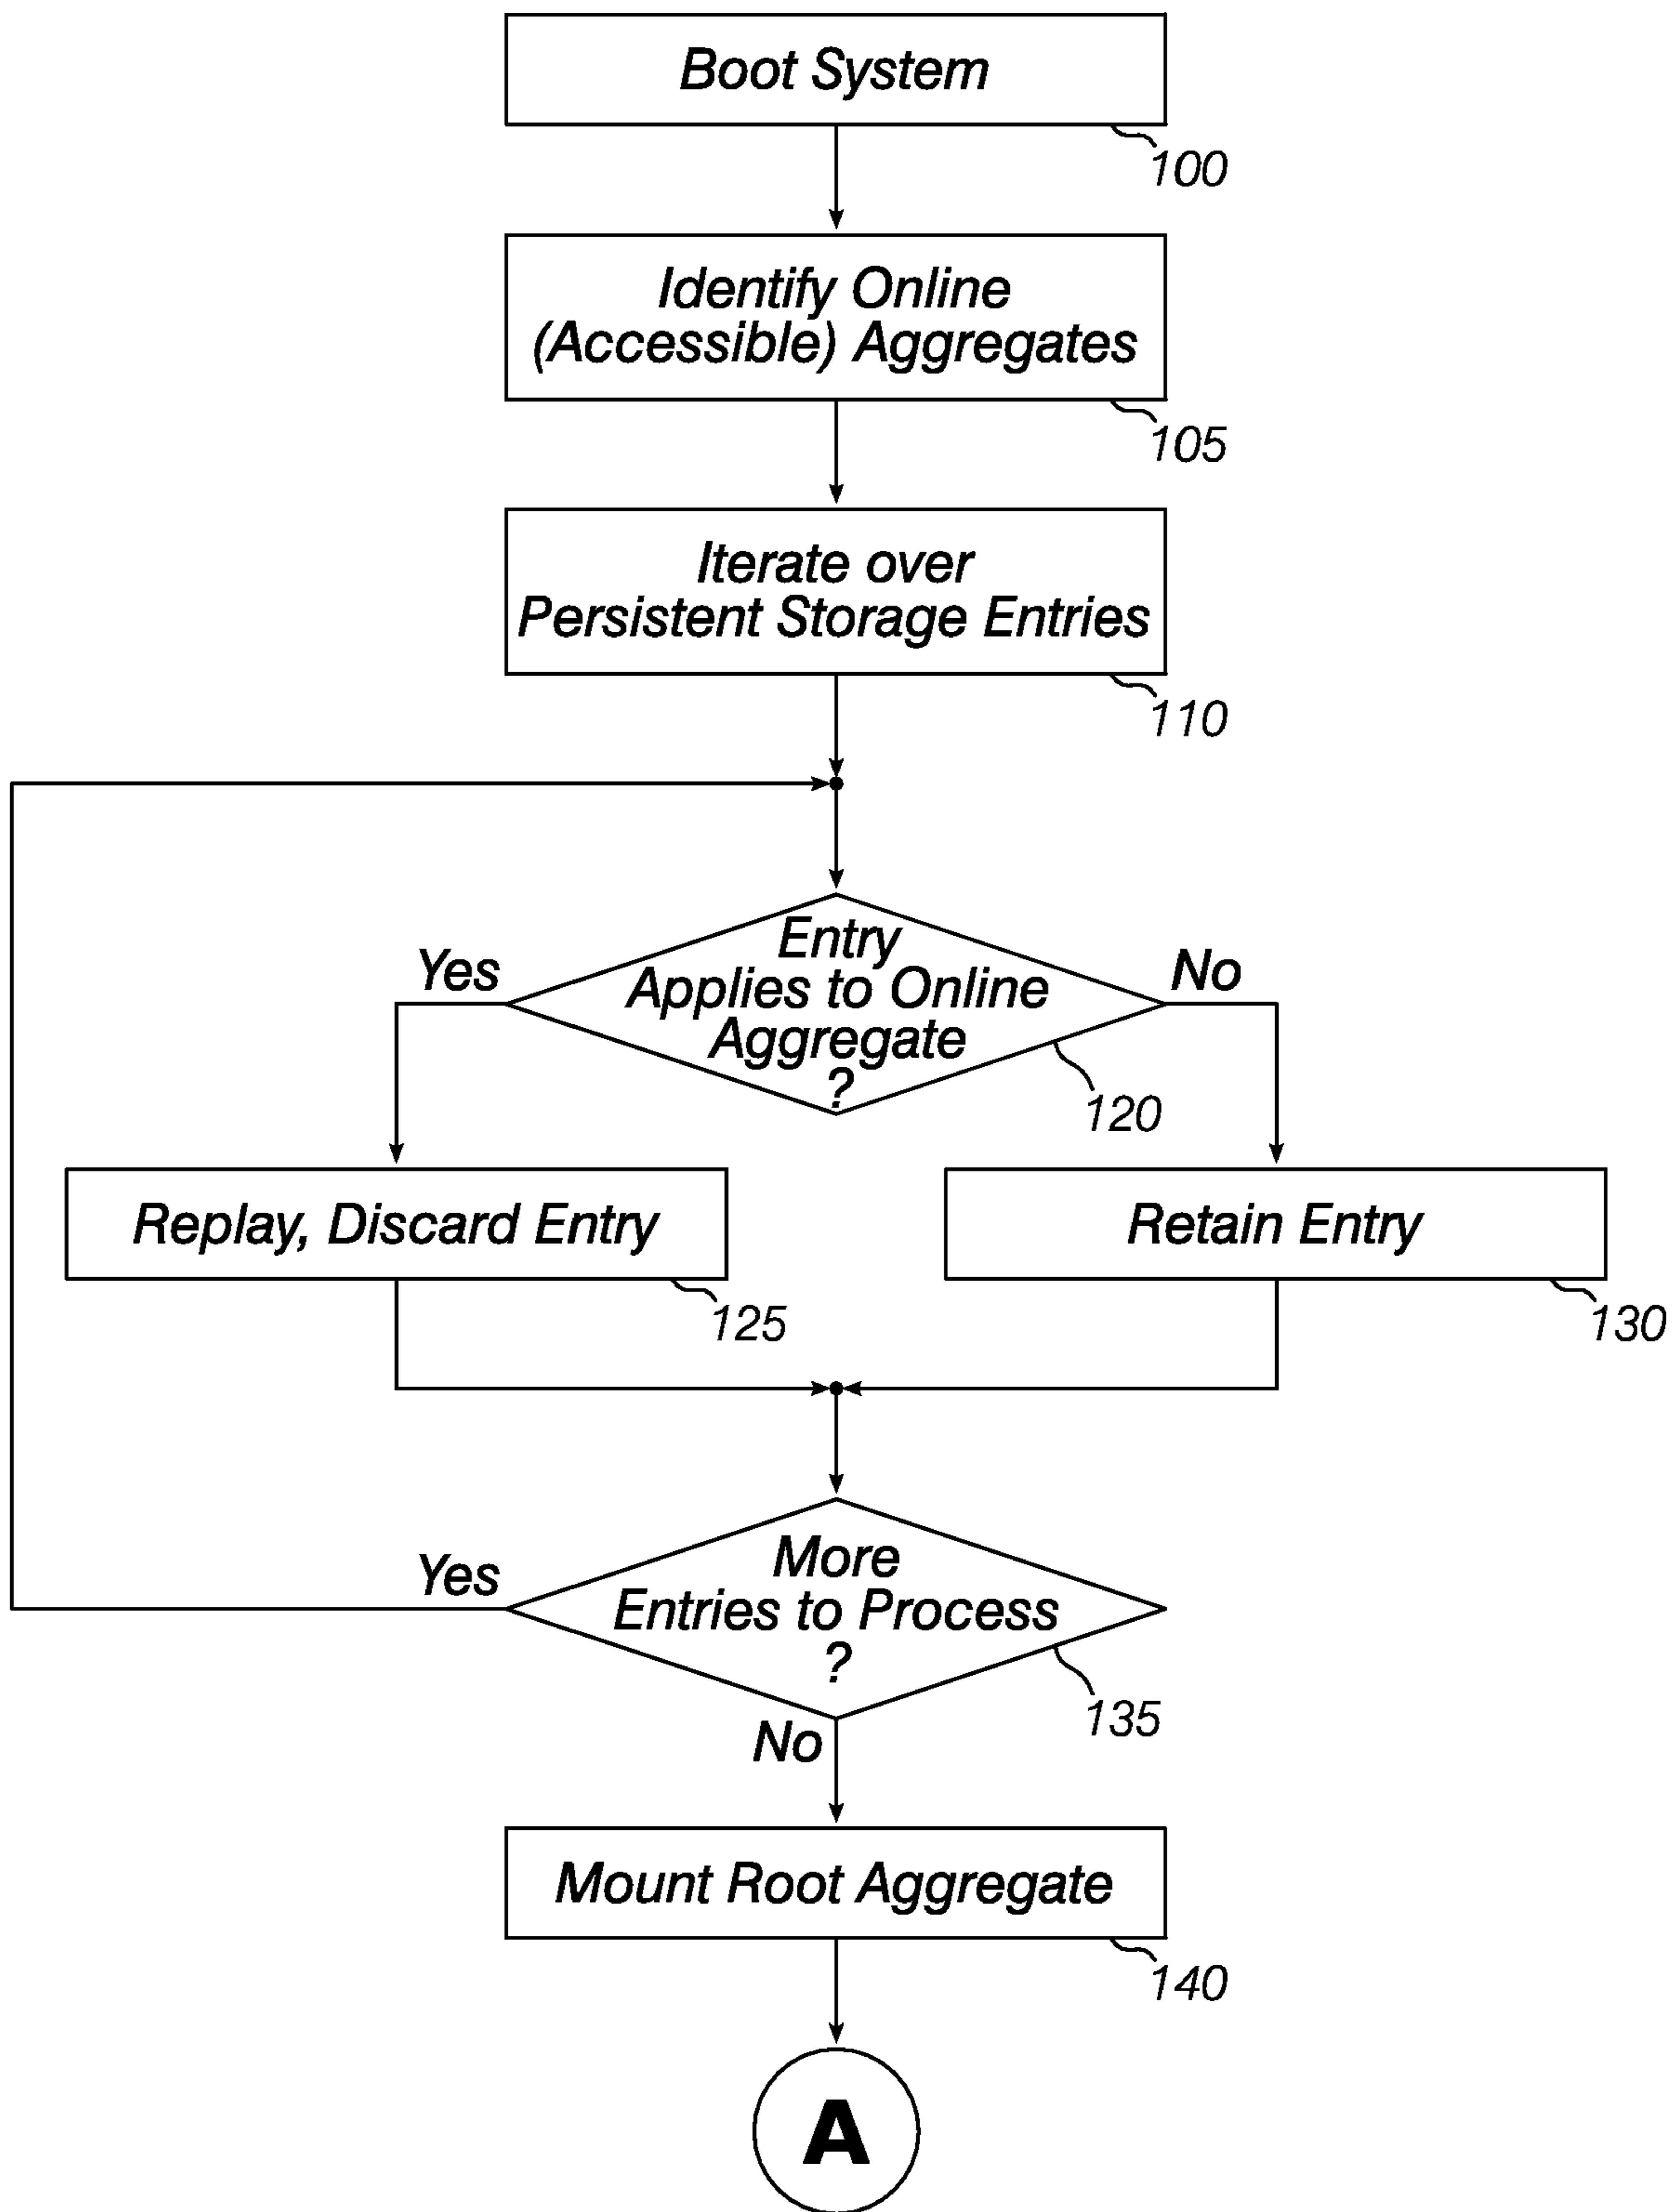 Boot System
100
Identify Online
(Accessible) Aggregates
105
Iterate over
Persistent Storage Entries
110
Entry
Applies to Online
Aggregate
?
Yes
No
120
Replay, Discard Entry
125
Retain Entry
130
More
Entries to Process
?
Yes
135
No
Mount Root Aggregate
140
A